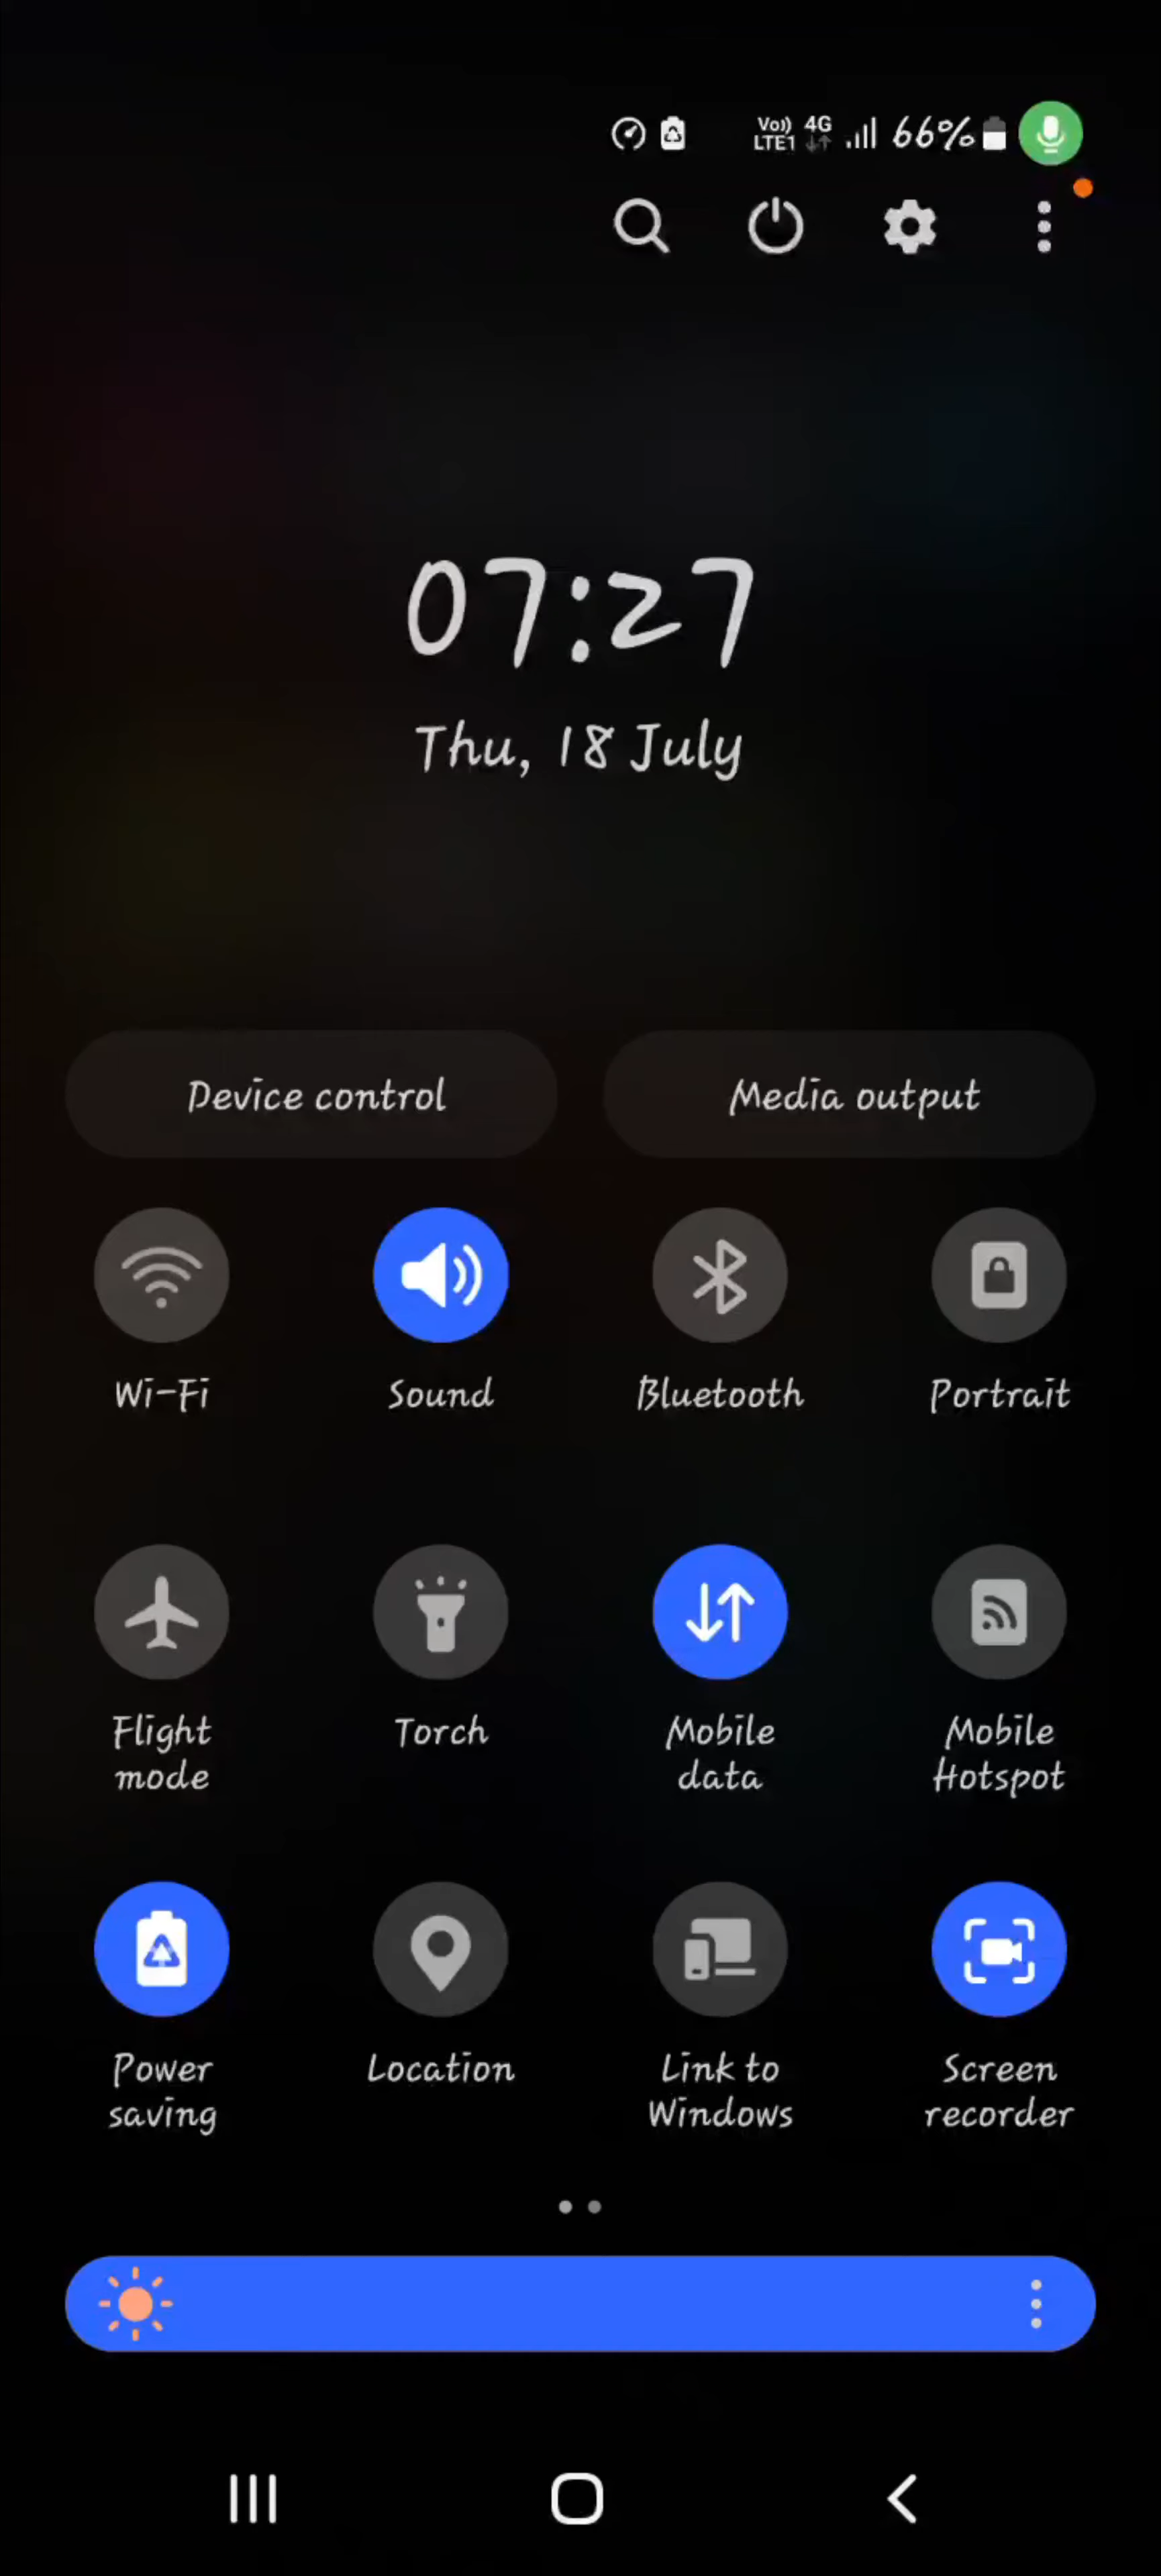 Vo)) 4G 66%
LTE1
07:27
Thu, 18 July
Device control Media output
Wi-Fi Sound Bluetooth Portrait
Flight Torch Mobile Mobile
mode data Hotspot
Power Location Link to Screen
saving Windows recorder